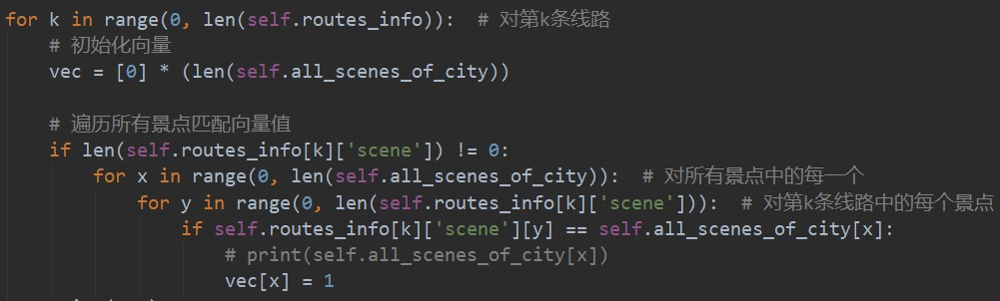 for k in range(0, len(self.routes_info)):  # 对第k条线路
    # 初始化向量
    vec = [0] * (len(self.all_scenes_of_city))

    # 遍历所有景点匹配向量值
    if len(self.routes_info[k]['scene']) != 0:
        for x in range(0, len(self.all_scenes_of_city)):  # 对所有景点中的每一个
            for y in range(0, len(self.routes_info[k]['scene'])):  # 对第k条线路中的每个景点
                if self.routes_info[k]['scene'][y] == self.all_scenes_of_city[x]:
                    # print(self.all_scenes_of_city[x])
                    vec[x] = 1